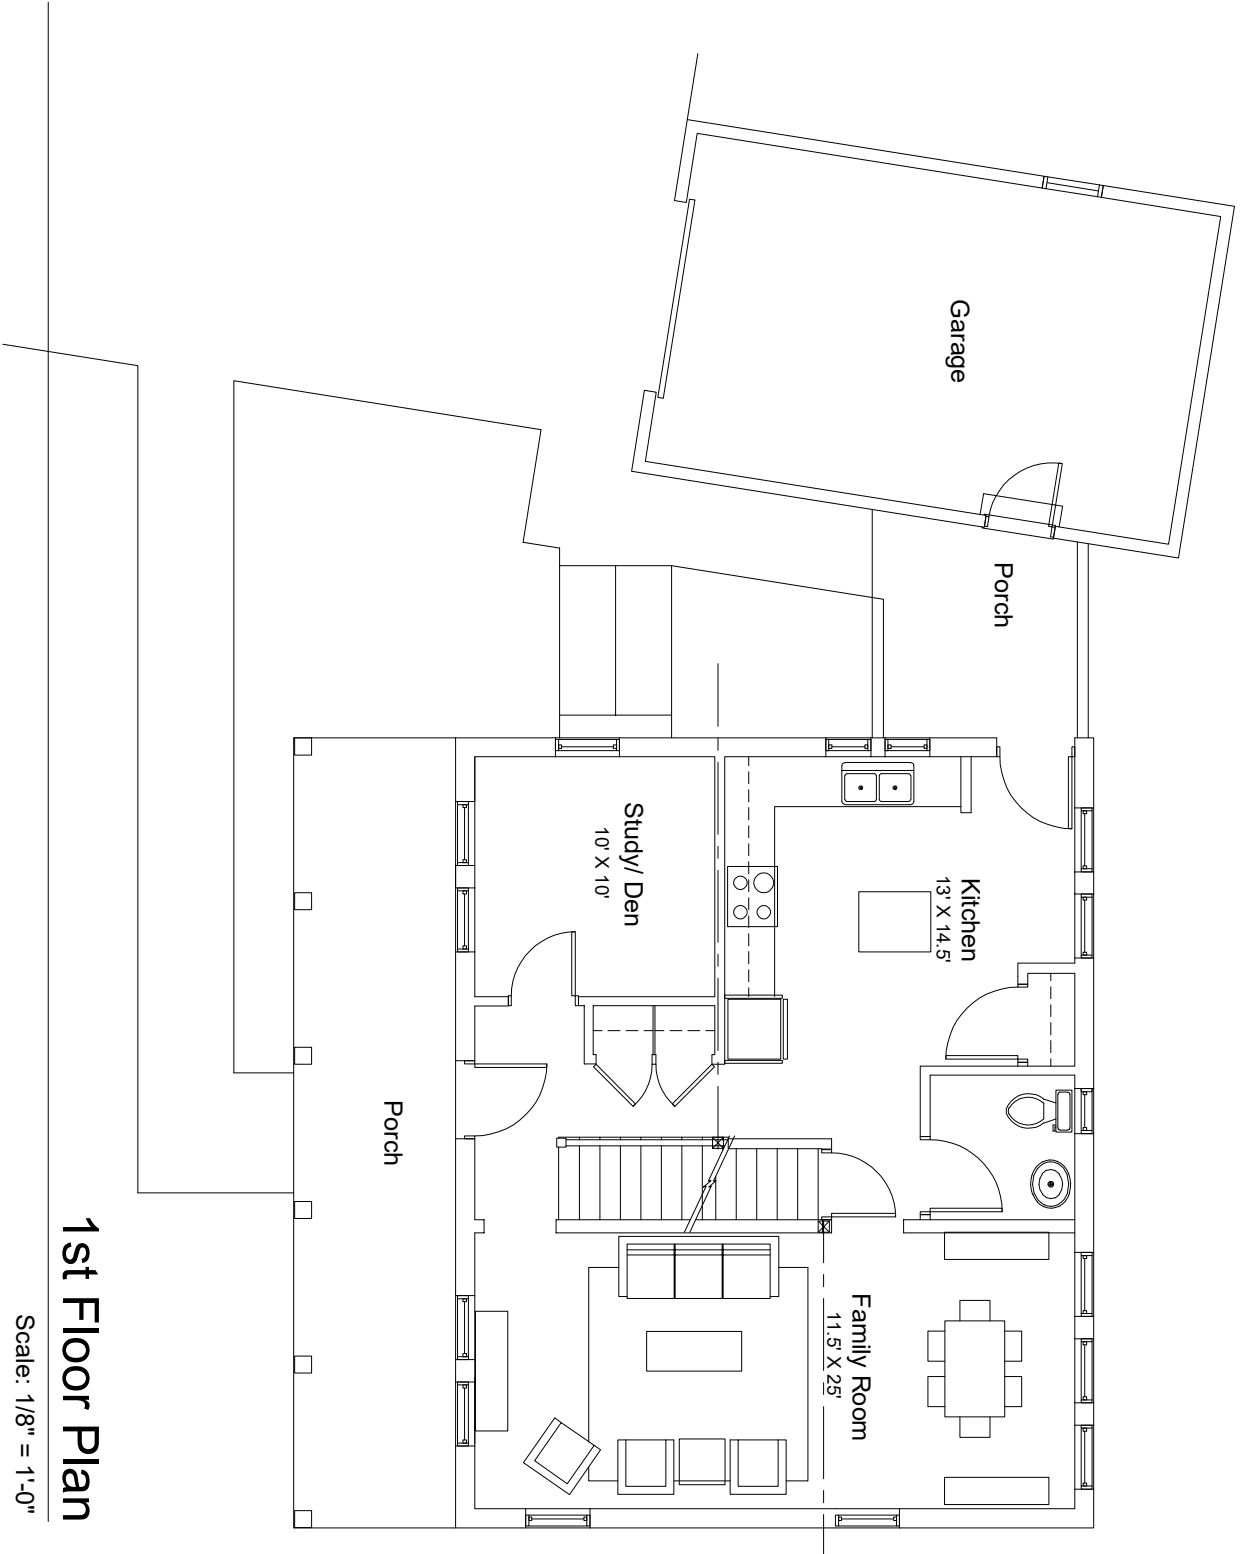 Garage
Porch
Kitchen
13' X 14.5'
Study/ Den
10' X 10'
Family Room
11.5' X 25'
Porch
1st Floor Plan
Scale: 1/8" = 1'-0"